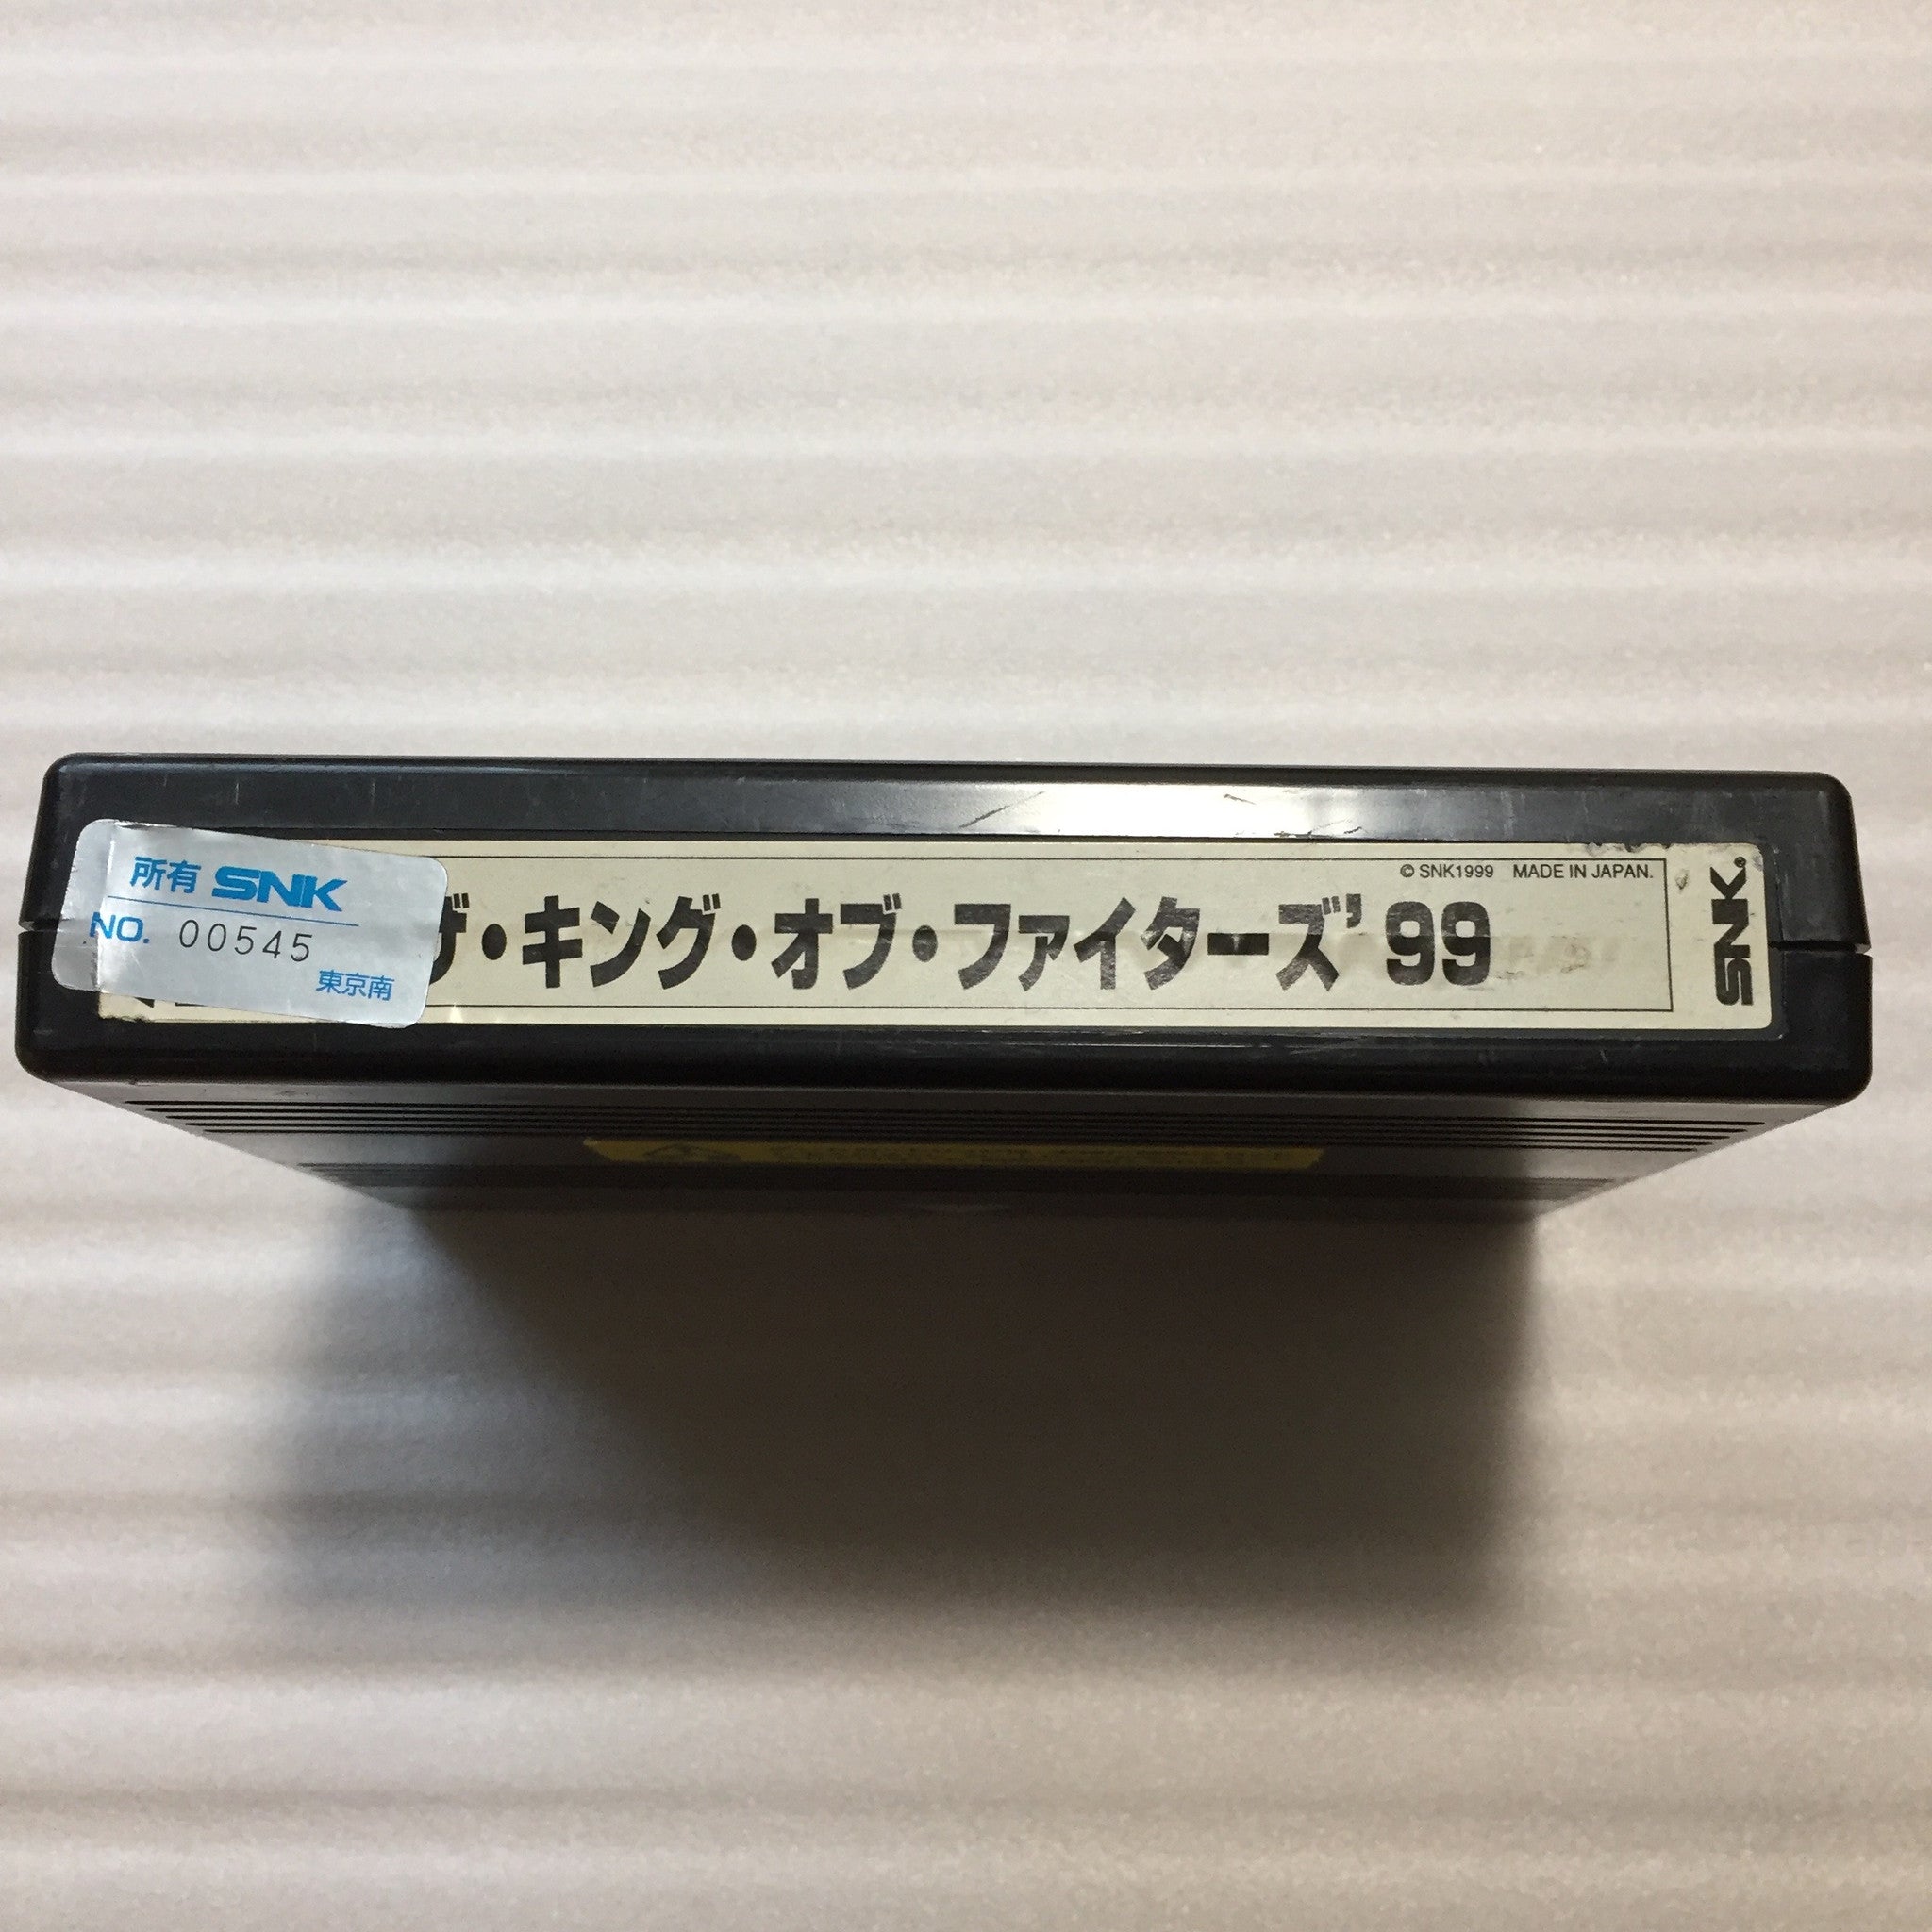 所有 SNK
NO. 00545
東京南
© SNK1999 MADE IN JAPAN.
ザ・キング・オブ・ファイターズ'99
SNK®